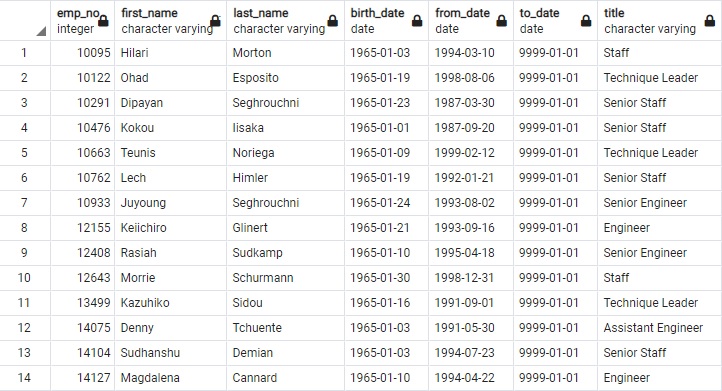 emp_no first_name last_name birth_date from_date to_date title
integer character varying character varying date date date character varying
1 10095 Hilari Morton 1965-01-03 1994-03-10 9999-01-01 Staff
2 10122 Ohad Esposito 1965-01-19 1998-08-06 9999-01-01 Technique Leader
3 10291 Dipayan Seghrouchni 1965-01-23 1987-03-30 9999-01-01 Senior Staff
4 10476 Kokou Iisaka 1965-01-01 1987-09-20 9999-01-01 Senior Staff
5 10663 Teunis Noriega 1965-01-09 1999-02-12 9999-01-01 Technique Leader
6 10762 Lech Himler 1965-01-19 1992-01-21 9999-01-01 Senior Staff
7 10933 Juyoung Seghrouchni 1965-01-24 1993-08-02 9999-01-01 Senior Engineer
8 12155 Keiichiro Glinert 1965-01-21 1993-09-16 9999-01-01 Engineer
9 12408 Rasiah Sudkamp 1965-01-10 1995-04-18 9999-01-01 Senior Engineer
10 12643 Morrie Schurmann 1965-01-30 1998-12-31 9999-01-01 Staff
11 13499 Kazuhiko Sidou 1965-01-16 1991-09-01 9999-01-01 Technique Leader
12 14075 Denny Tchuente 1965-01-03 1991-05-30 9999-01-01 Assistant Engineer
13 14104 Sudhanshu Demian 1965-01-03 1994-07-23 9999-01-01 Senior Staff
14 14127 Magdalena Cannard 1965-01-10 1994-04-22 9999-01-01 Engineer